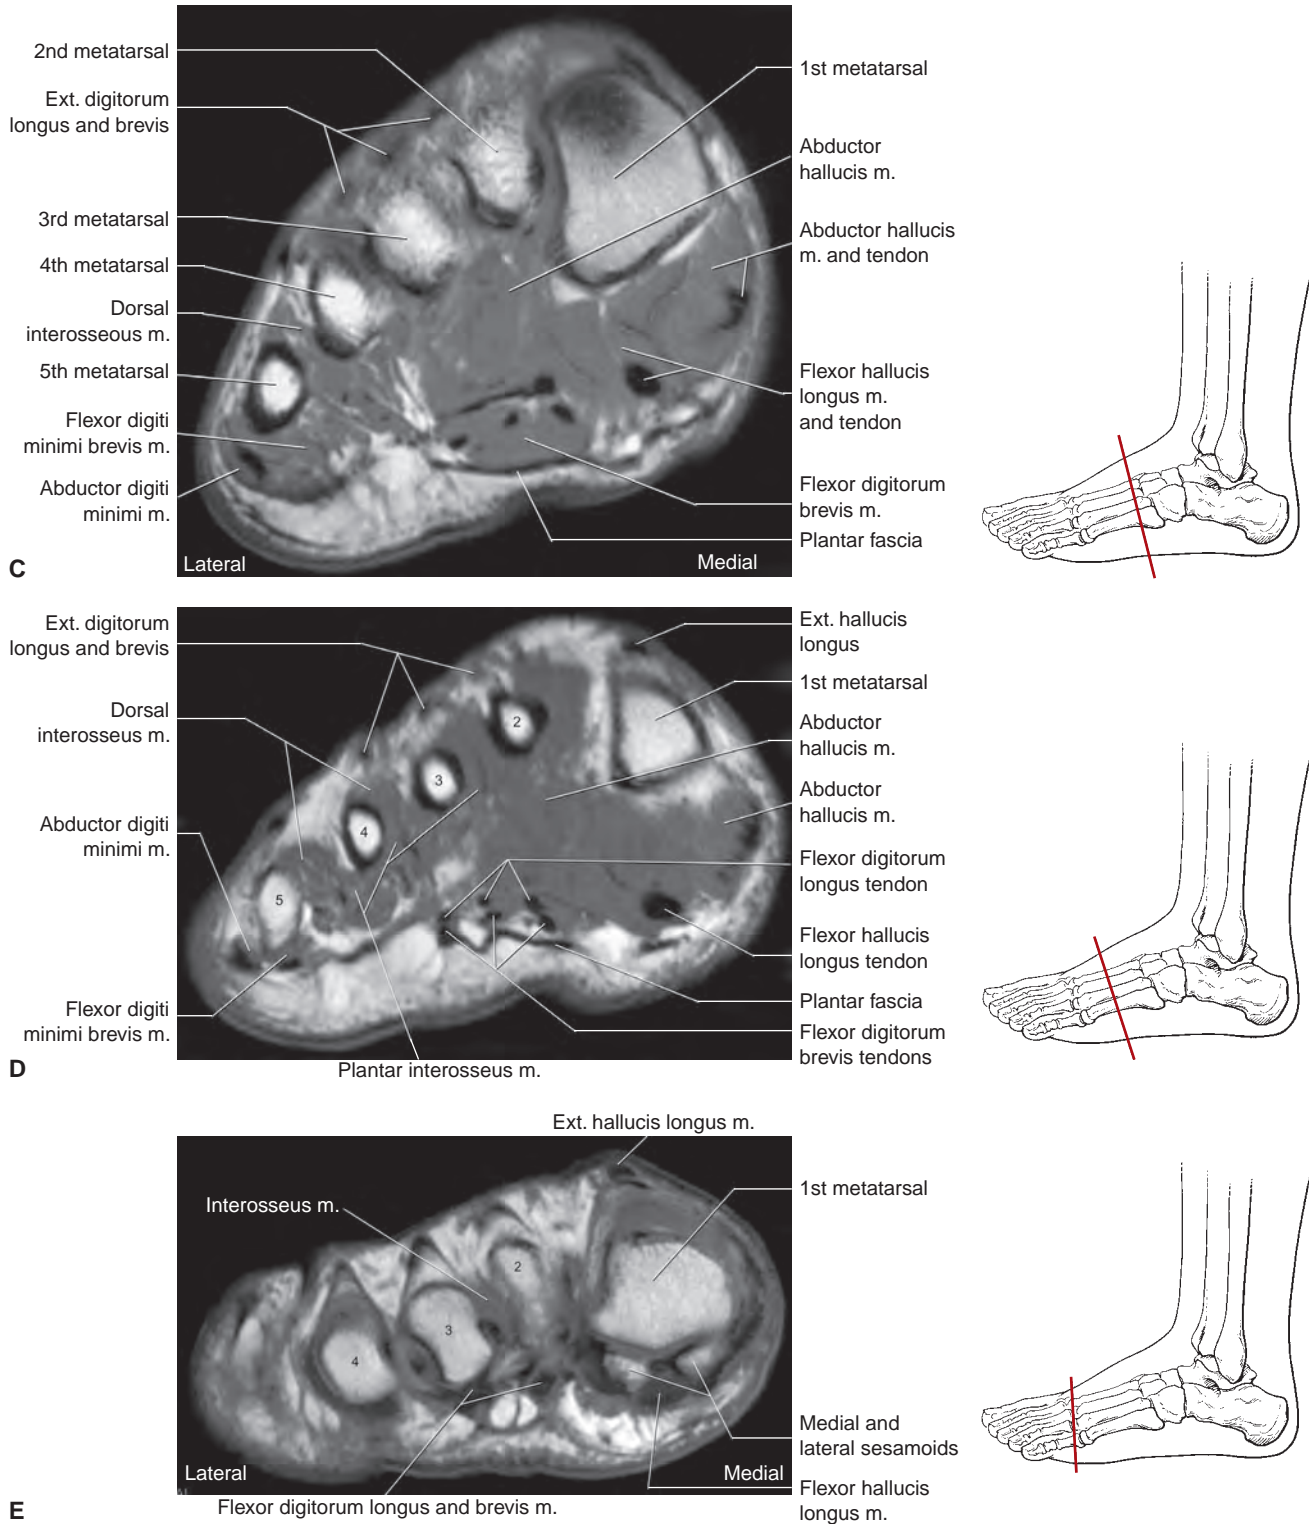 2nd metatarsal
Ext. digitorum
longus and brevis
3rd metatarsal
4th metatarsal
Dorsal
interosseous m.
5th metatarsal
Flexor digiti
minimi brevis m.
Abductor digiti
minimi m.
1st metatarsal
Abductor
hallucis m.
Abductor hallucis
m. and tendon
Flexor hallucis
longus m.
and tendon
Flexor digitorum
brevis m.
Plantar fascia
Lateral
Medial
C
Ext. digitorum
longus and brevis
Dorsal
interosseus m.
Abductor digiti
minimi m.
Flexor digiti
minimi brevis m.
2
3
4
5
Ext. hallucis
longus
1st metatarsal
Abductor
hallucis m.
Abductor
hallucis m.
Flexor digitorum
longus tendon
Flexor hallucis
longus tendon
Plantar fascia
Flexor digitorum
brevis tendons
Plantar interosseus m.
D
Ext. hallucis longus m.
Interosseus m.
1st metatarsal
2
3
4
Medial and
lateral sesamoids
Flexor hallucis
longus m.
Lateral
Medial
Flexor digitorum longus and brevis m.
E